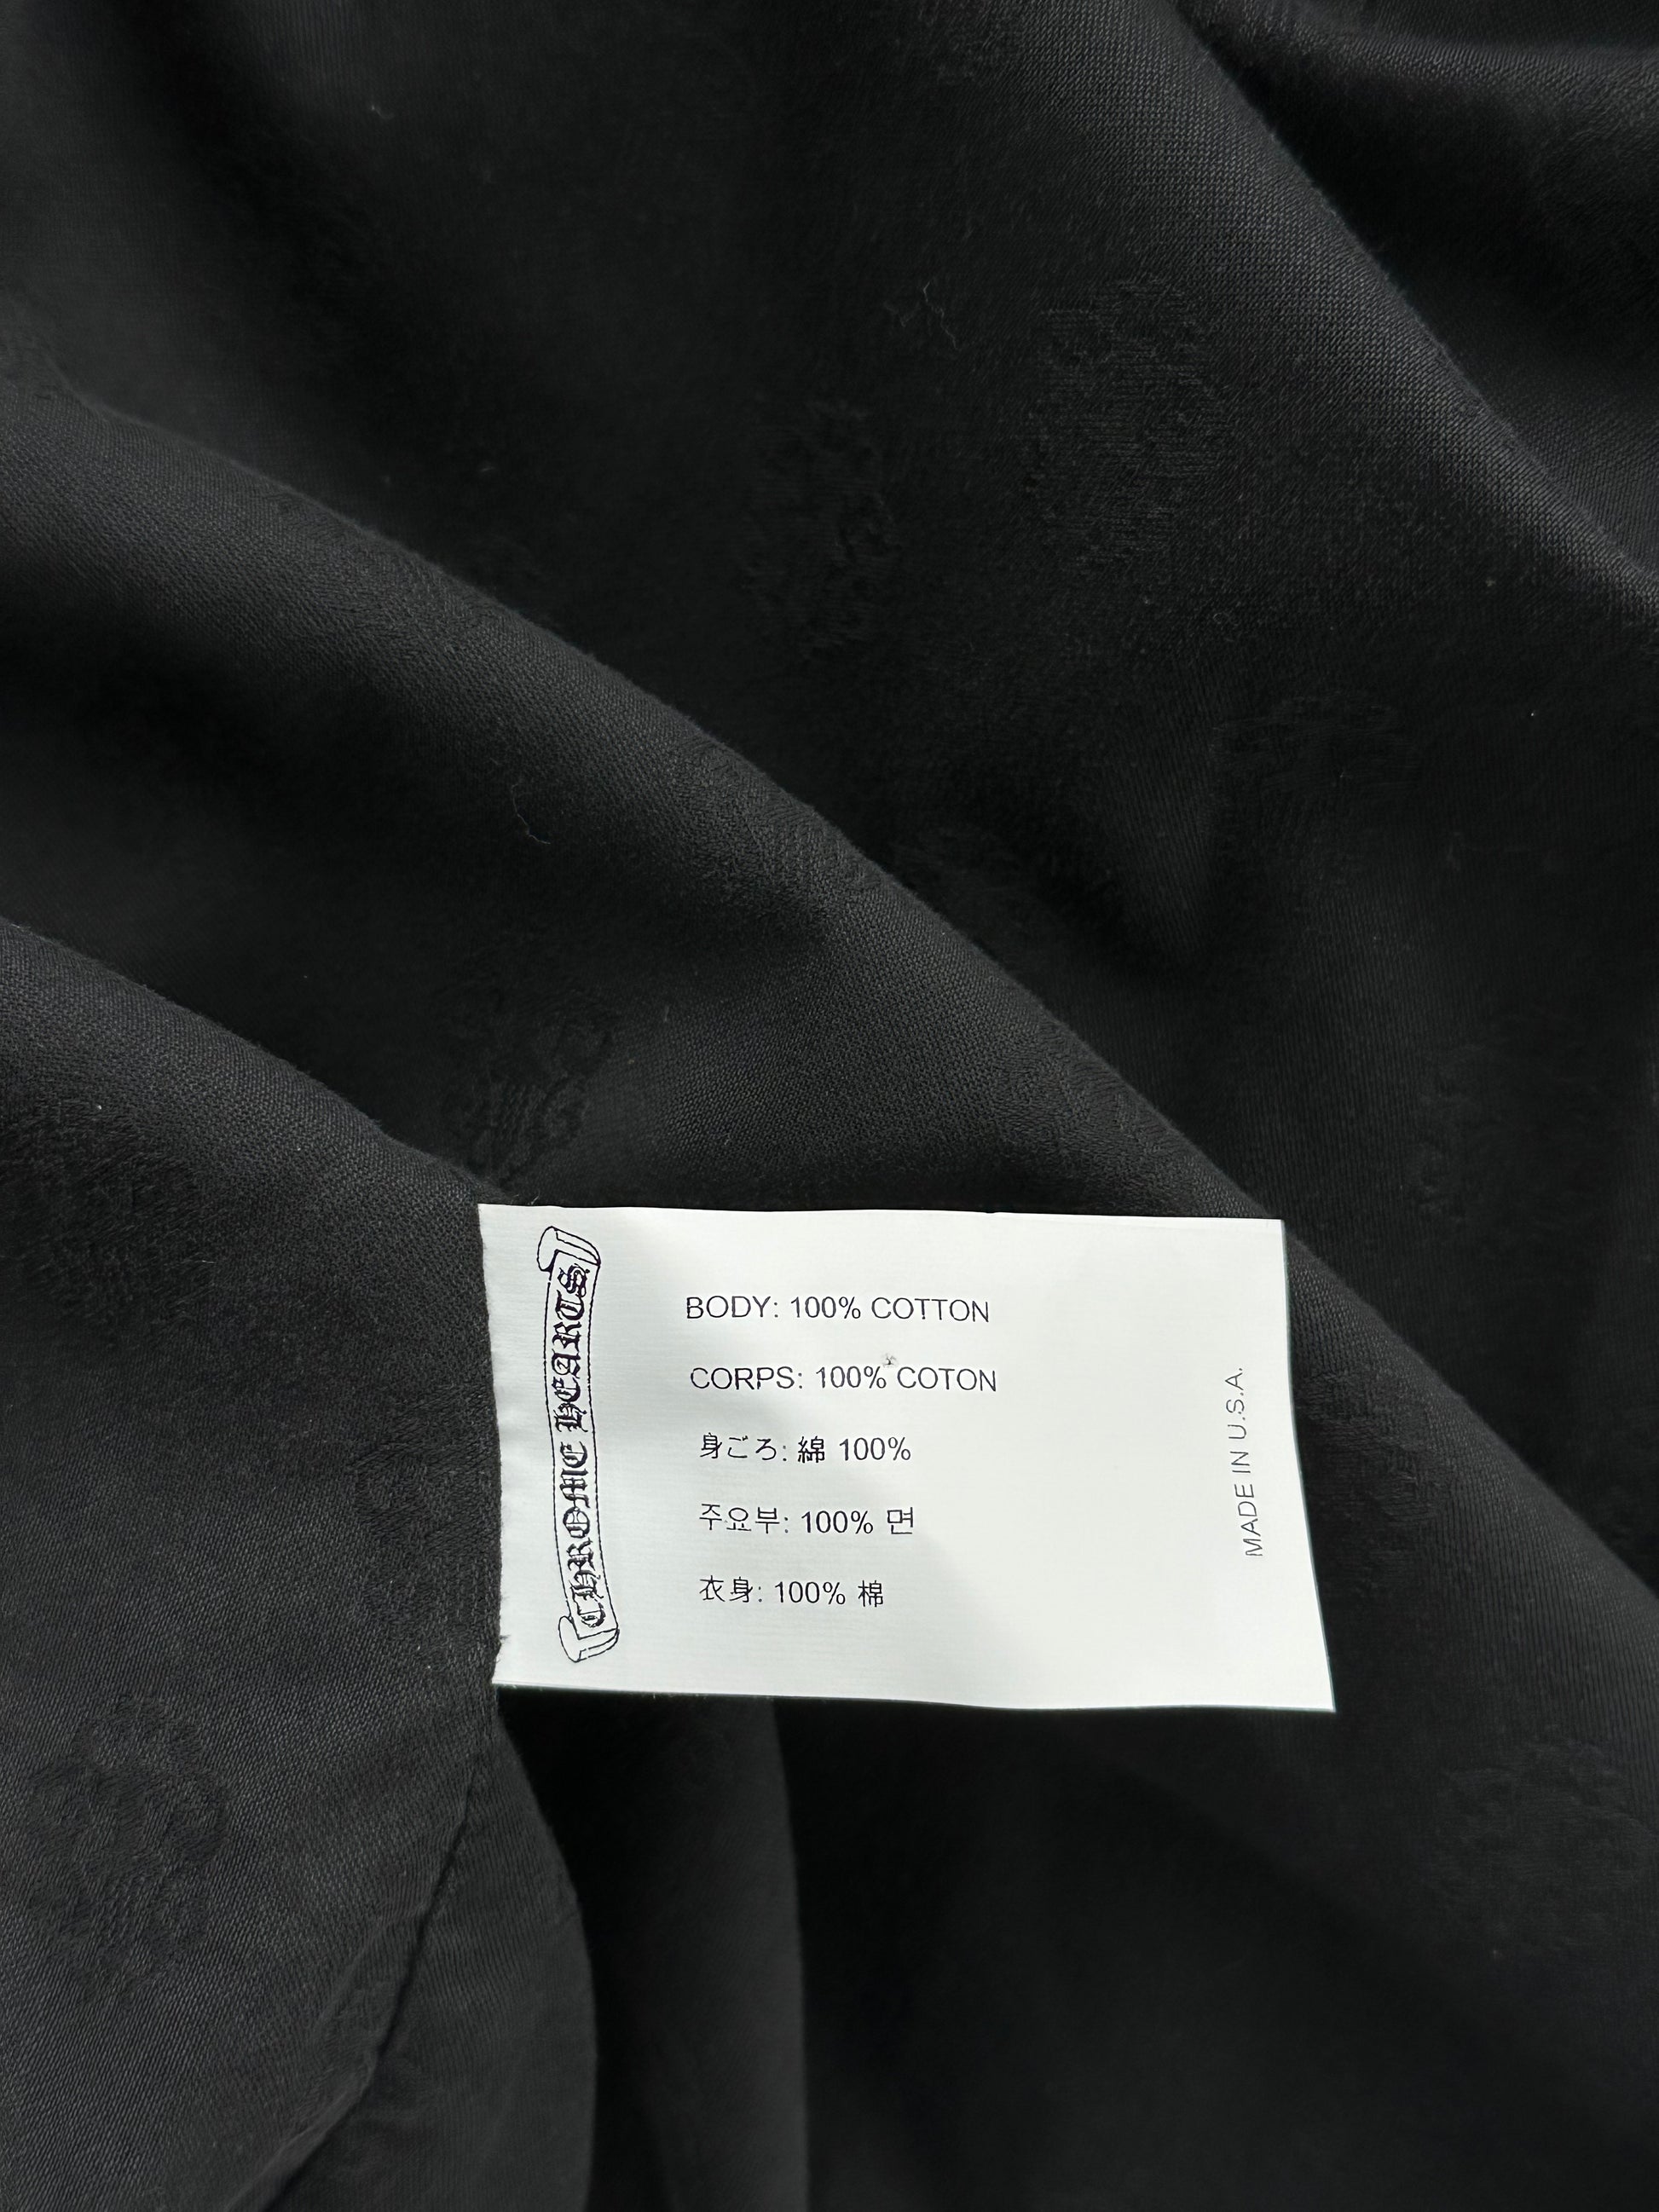 CHROME HEARTS
BODY: 100% COTTON
CORPS: 100% COTON
身ごろ: 綿 100%
주요부: 100% 면
衣身: 100% 棉
MADE IN U.S.A.